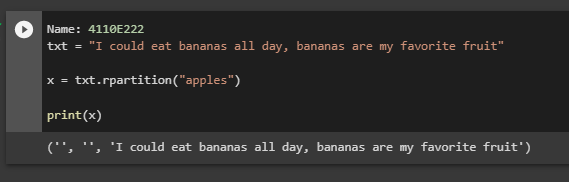 Name: 4110E222
txt = "I could eat bananas all day, bananas are my favorite fruit"
x = txt.rpartition("apples")
print(x)
('', '', 'I could eat bananas all day, bananas are my favorite fruit')